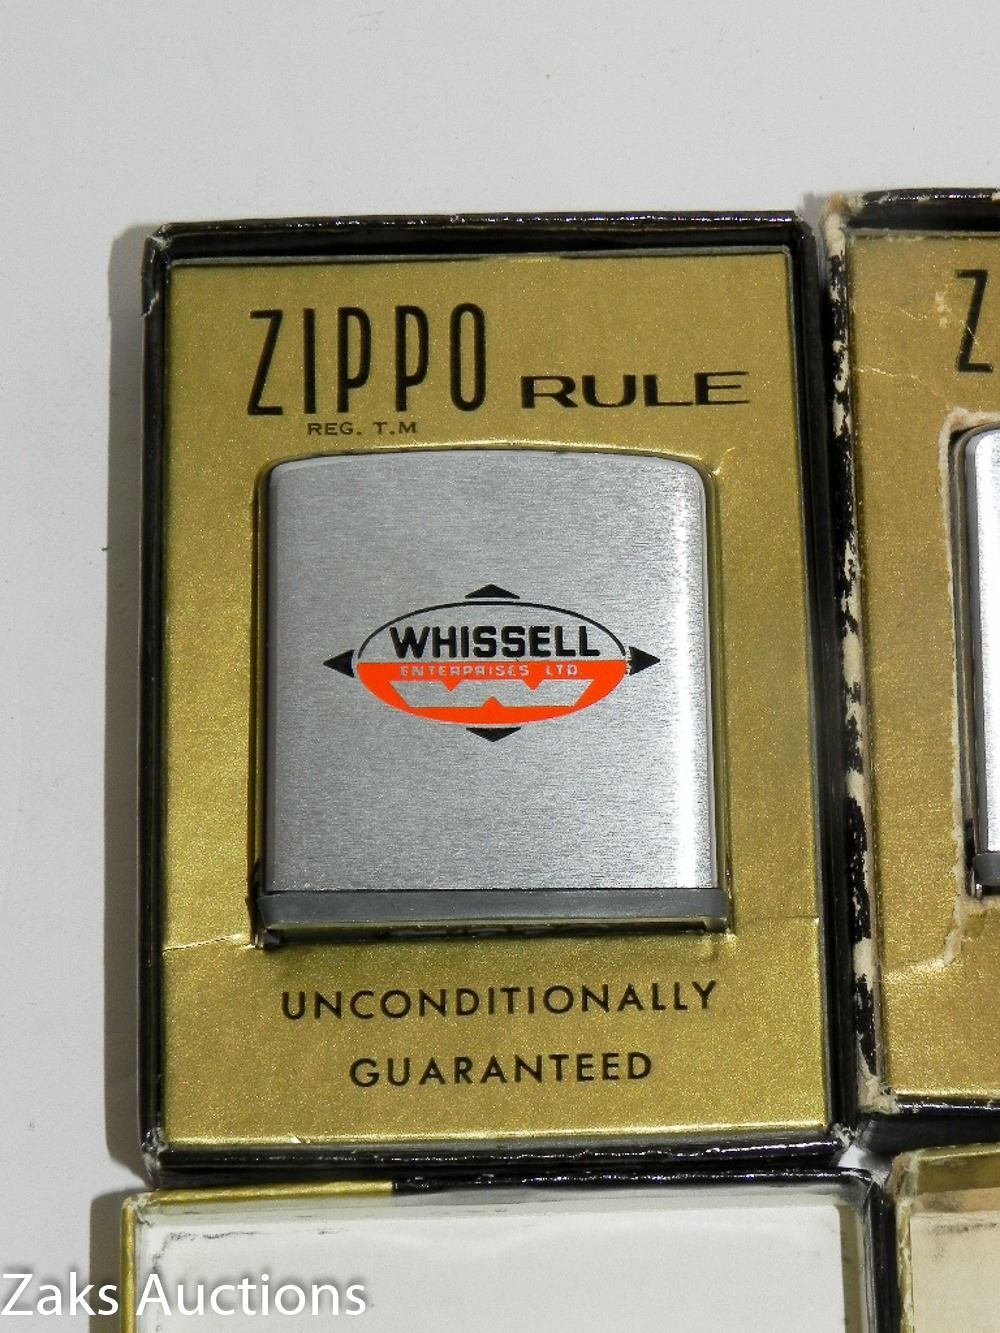 ZIPPO RULE
REG. T.M
WHISSELL
ENTERPRISES LTD.
UNCONDITIONALLY
GUARANTEED
Z
Zaks Auctions